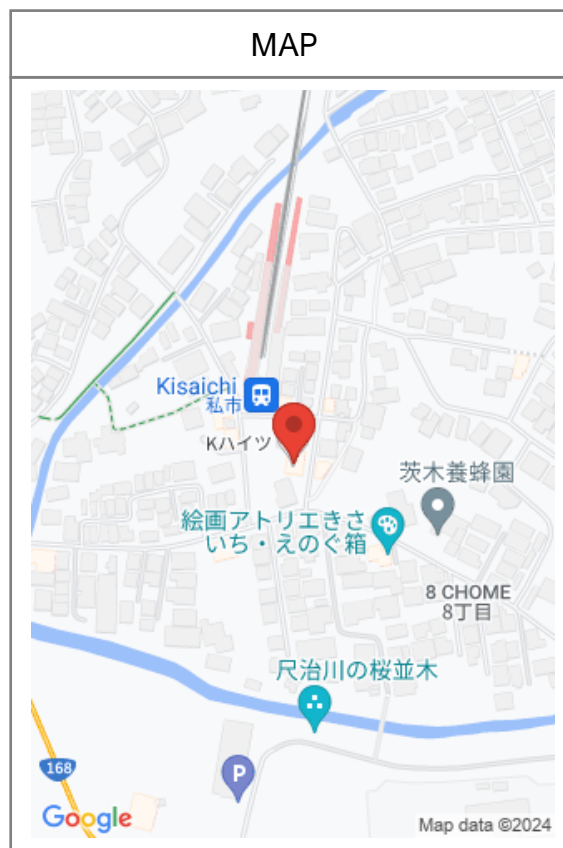 MAP
Kisaichi
私市
Kハイツ
茨木養蜂園
絵画アトリエきさ
いち・えのぐ箱
8 CHOME
8丁目
尺治川の桜並木
P
168
Google
Map data ©2024